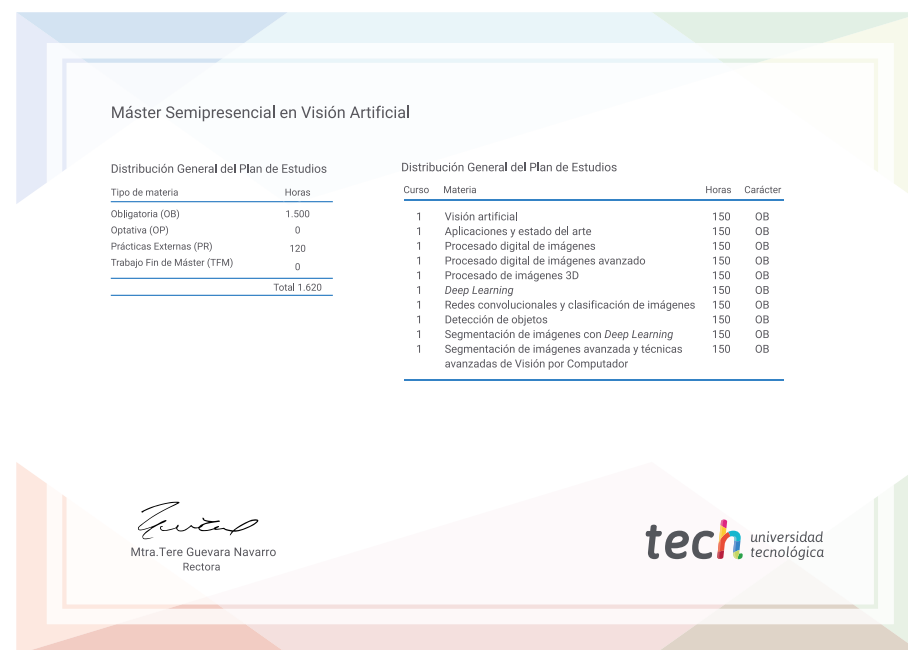 Máster Semipresencial en Visión Artificial
Distribución General del Plan de Estudios
Tipo de materia Horas
Obligatoria (OB) 1.500
Optativa (OP) 0
Prácticas Externas (PR) 120
Trabajo Fin de Máster (TFM) 0
Total 1.620
Distribución General del Plan de Estudios
Curso Materia Horas Carácter
1 Visión artificial 150 OB
1 Aplicaciones y estado del arte 150 OB
1 Procesado digital de imágenes 150 OB
1 Procesado digital de imágenes avanzado 150 OB
1 Procesado de imágenes 3D 150 OB
1 Deep Learning 150 OB
1 Redes convolucionales y clasificación de imágenes 150 OB
1 Detección de objetos 150 OB
1 Segmentación de imágenes con Deep Learning 150 OB
1 Segmentación de imágenes avanzada y técnicas 150 OB
avanzadas de Visión por Computador
Mtra.Tere Guevara Navarro
Rectora
tech universidad
tecnológica